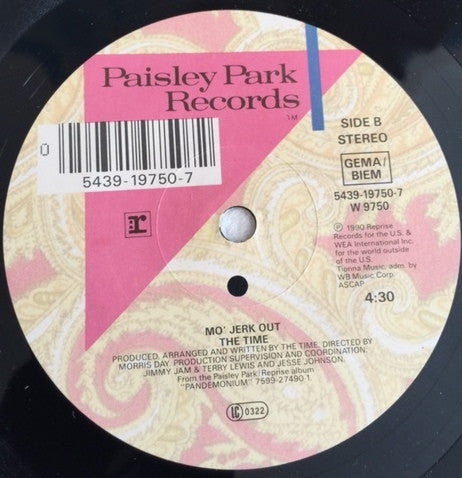 Paisley Park
Records
TM
SIDE B
STEREO
0
5439-19750-7
GEMA/
BIEM
5439-19750-7
W 9750
r
℗ 1990 Reprise
Records for the U.S. &
WEA International Inc.
for the world outside
of the U.S.
Tionna Music, adm. by
WB Music Corp.
ASCAP
4:30
MO' JERK OUT
THE TIME
PRODUCED, ARRANGED AND WRITTEN BY THE TIME. DIRECTED BY
MORRIS DAY. PRODUCTION SUPERVISION AND COORDINATION:
JIMMY JAM & TERRY LEWIS AND JESSE JOHNSON.
From the Paisley Park/Reprise album
"PANDEMONIUM" 7599-27490-1
LC 0322